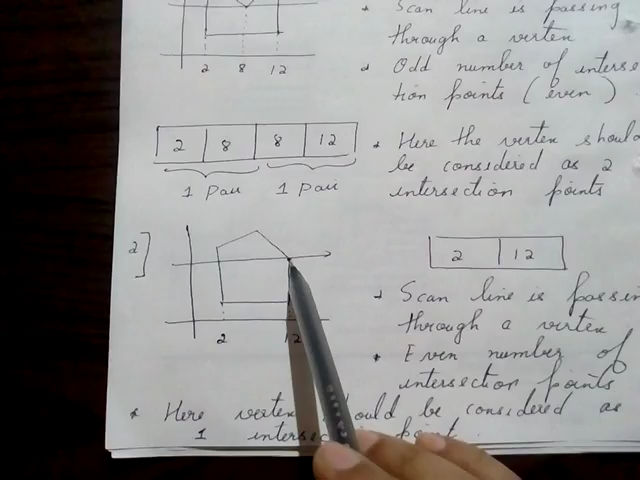 Scan line is passing
through a vertex
2 8 12
Odd number of interse-
tion points (even)
2 8 8 12
1 pair 1 pair
Here the vertex should
be considered as 2
intersection points
2]
2 12
2 12
Scan line is passin
through a vertex
Even number of
intersection points
Here vertex should be considered as
1 point